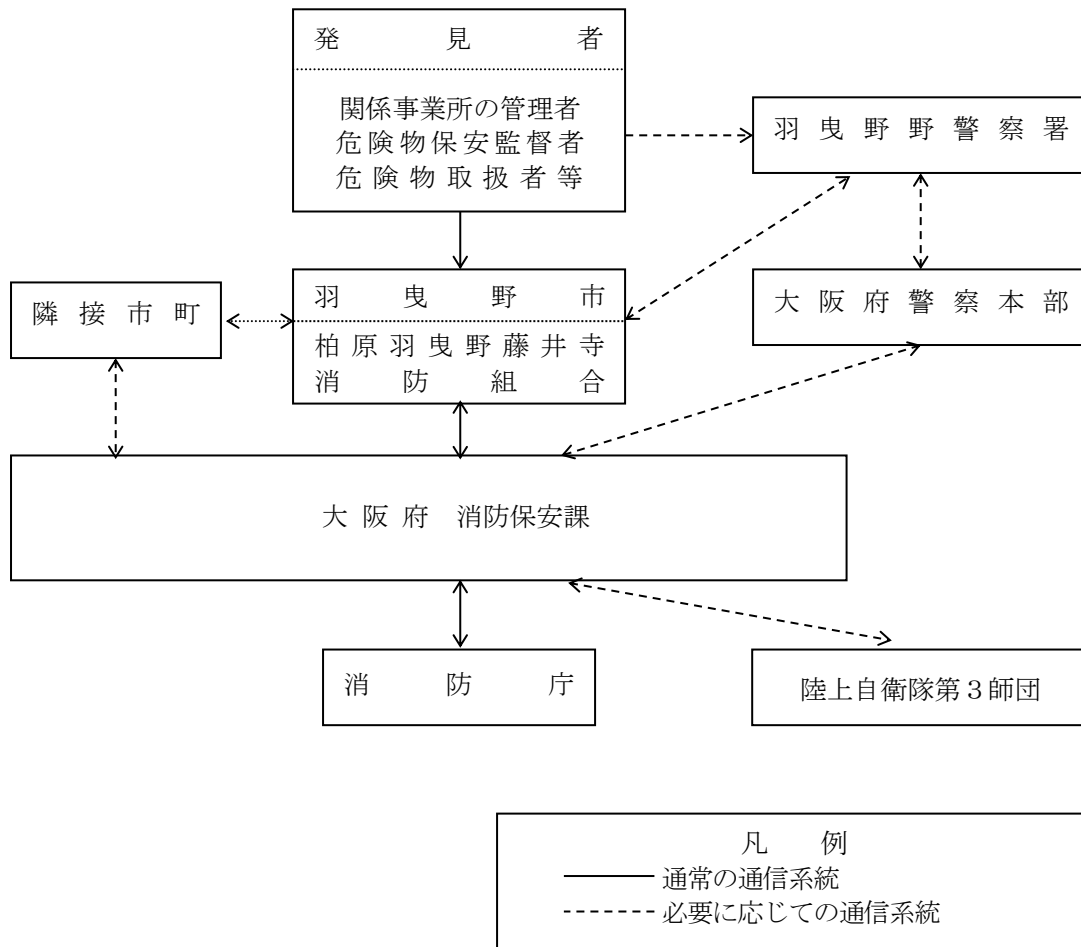 発見者
関係事業所の管理者
危険物保安監督者
危険物取扱者等
羽曳野野警察署
羽曳野市
柏原羽曳野藤井寺
消防組合
隣接市町
大阪府警察本部
大阪府 消防保安課
消防庁
陸上自衛隊第3師団
凡例
通常の通信系統
必要に応じての通信系統